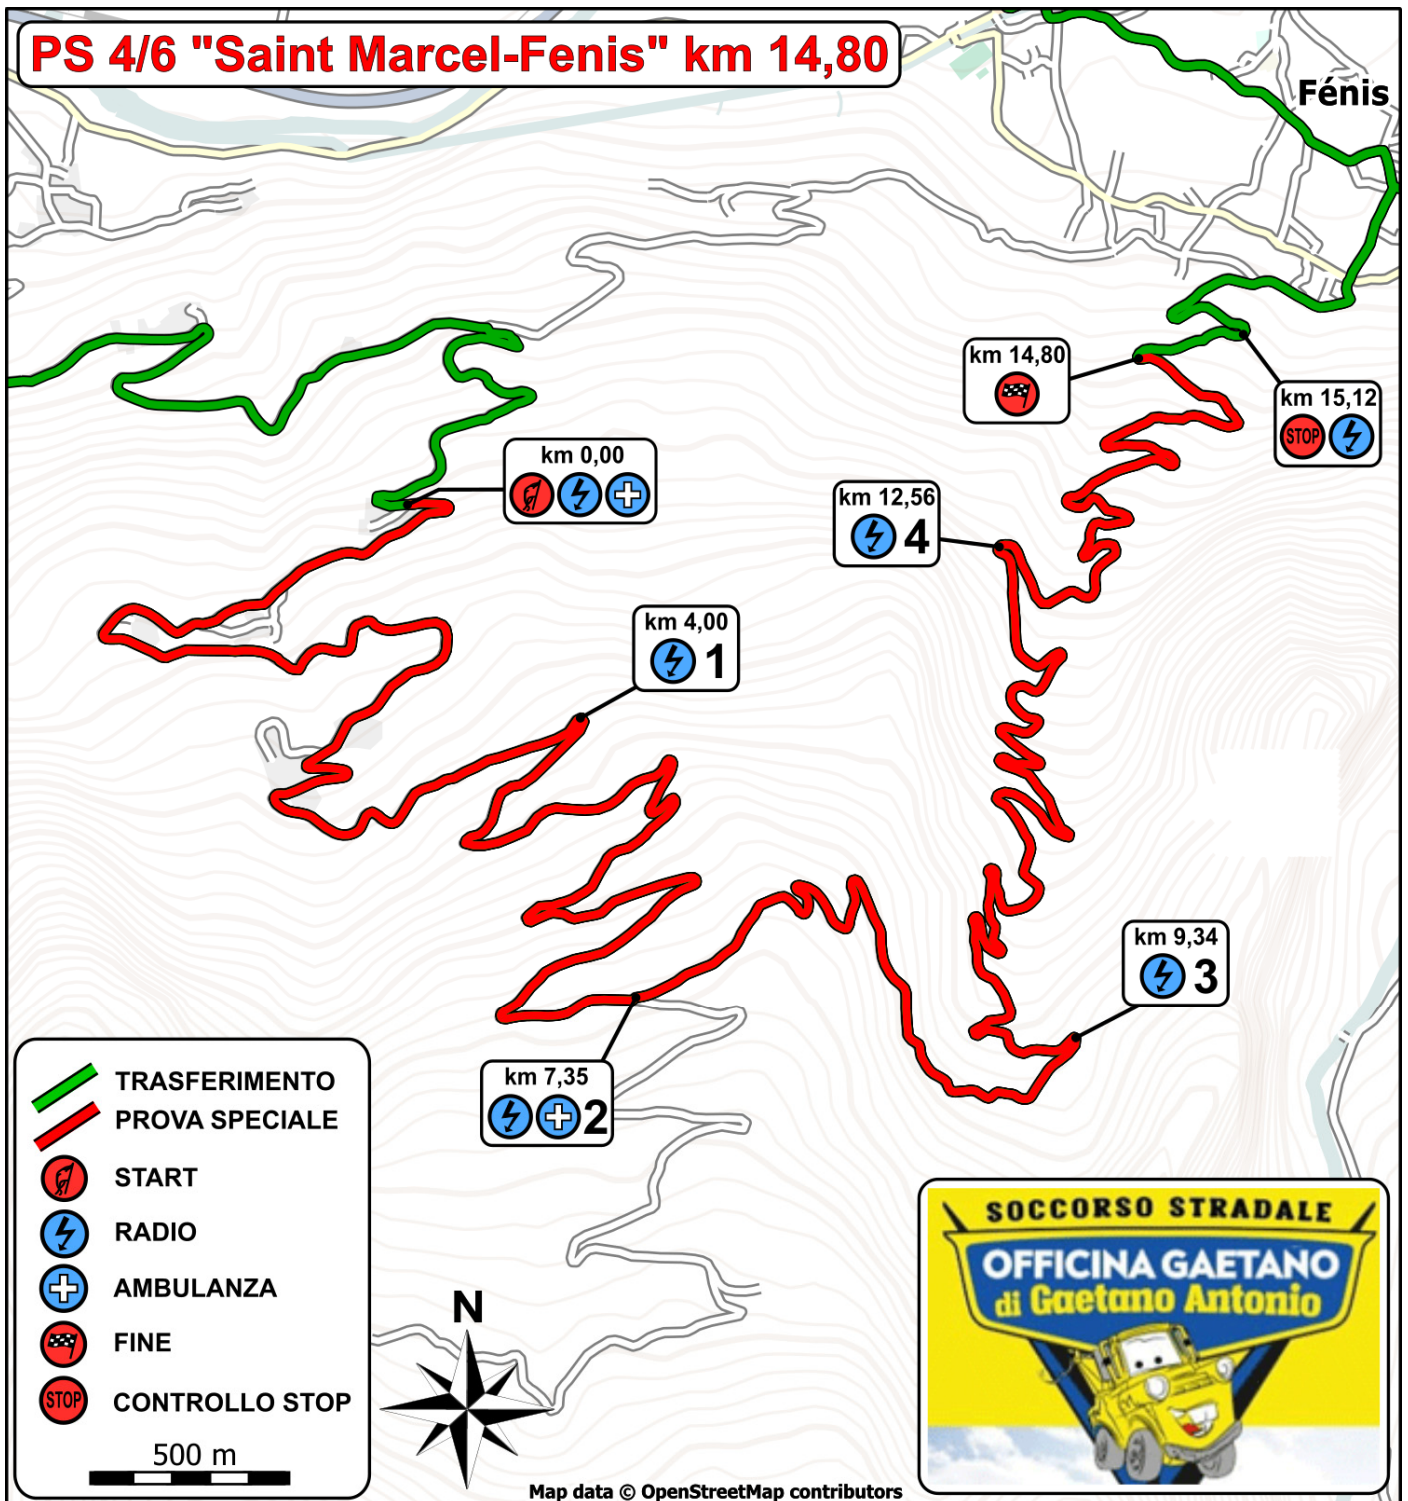 PS 4/6 "Saint Marcel-Fenis" km 14,80
Fénis
km 14,80
km 15,12
STOP
km 0,00
km 12,56
4
km 4,00
1
km 9,34
3
km 7,35
2
TRASFERIMENTO
PROVA SPECIALE
START
RADIO
AMBULANZA
FINE
STOP
CONTROLLO STOP
500 m
N
SOCCORSO STRADALE
OFFICINA GAETANO
di Gaetano Antonio
Map data © OpenStreetMap contributors